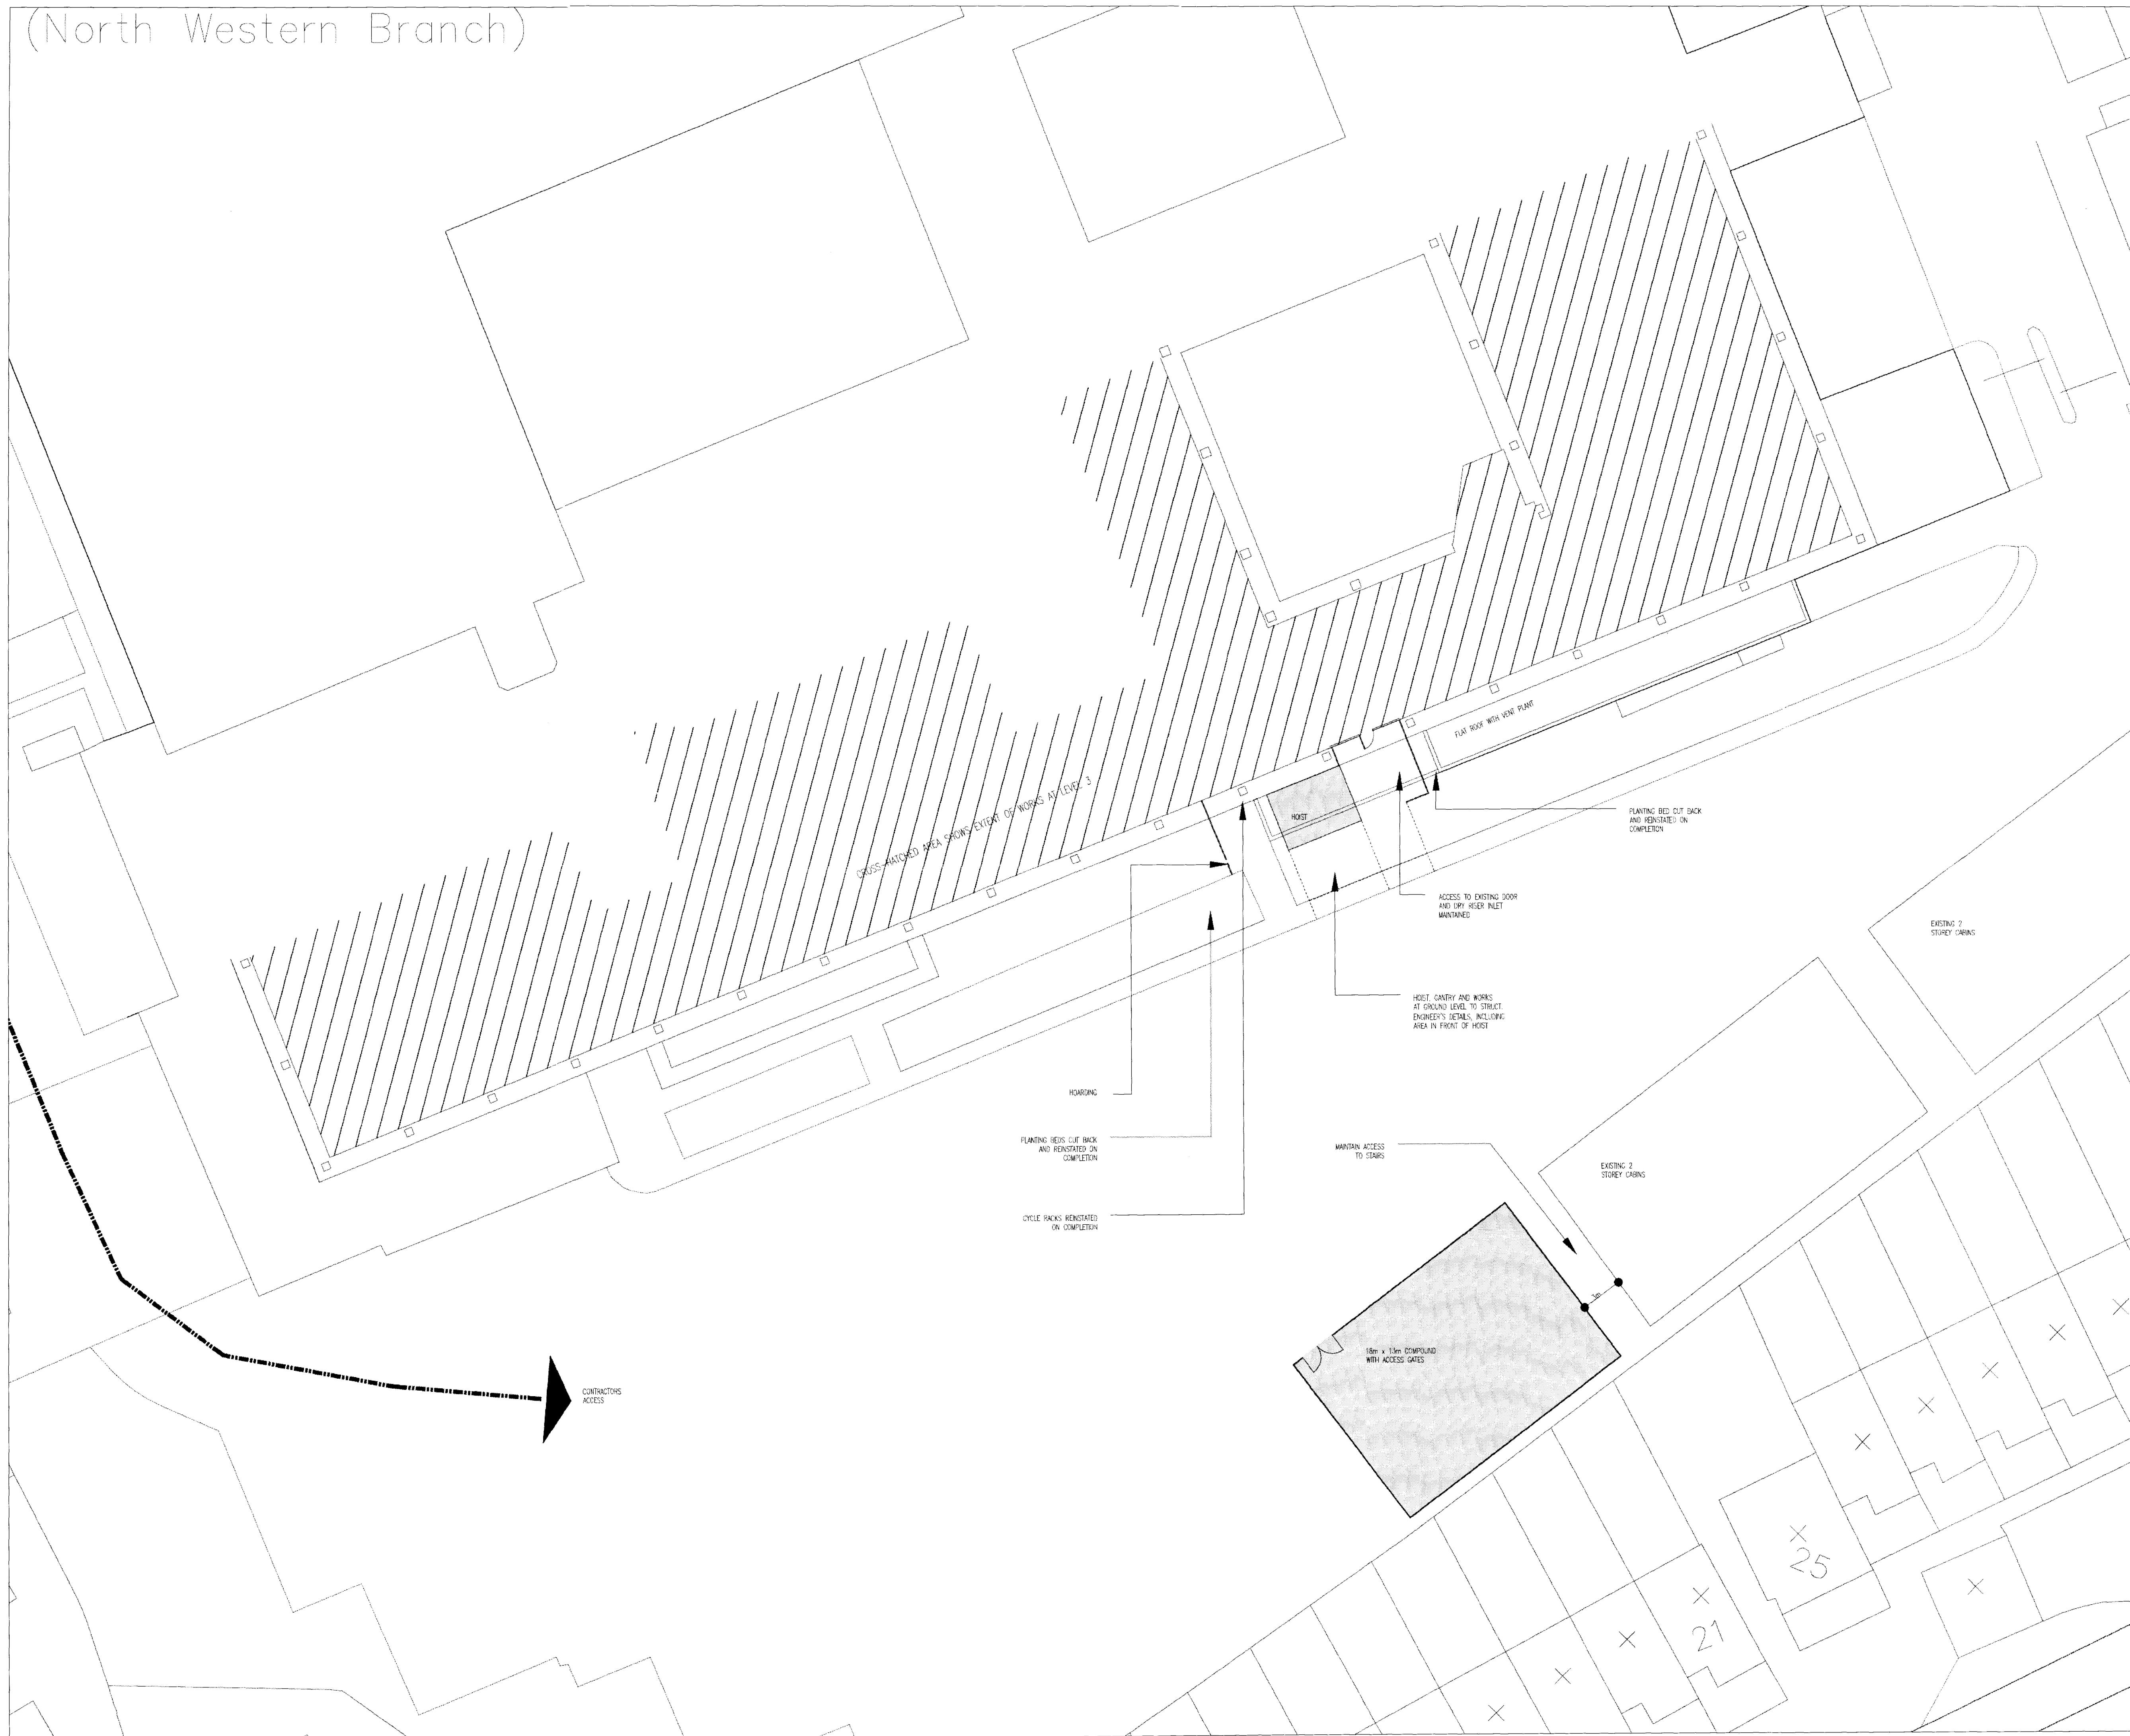 (North Western Branch)
CROSS-HATCHED AREA SHOWS EXTENT OF WORKS AT LEVEL 3
FLAT ROOF WITH VENT PLANT
HOIST
PLANTING BED CUT BACK
AND REINSTATED ON
COMPLETION
ACCESS TO EXISTING DOOR
AND DRY RISER INLET
MAINTAINED
EXISTING 2
STOREY CABINS
HOIST, GANTRY AND WORKS
AT GROUND LEVEL TO STRUCT.
ENGINEER'S DETAILS, INCLUDING
AREA IN FRONT OF HOIST
HOARDING
PLANTING BEDS CUT BACK
AND REINSTATED ON
COMPLETION
MAINTAIN ACCESS
TO STAIRS
EXISTING 2
STOREY CABINS
CYCLE RACKS REINSTATED
ON COMPLETION
18m x 13m COMPOUND
WITH ACCESS GATES
CONTRACTORS
ACCESS
25
21